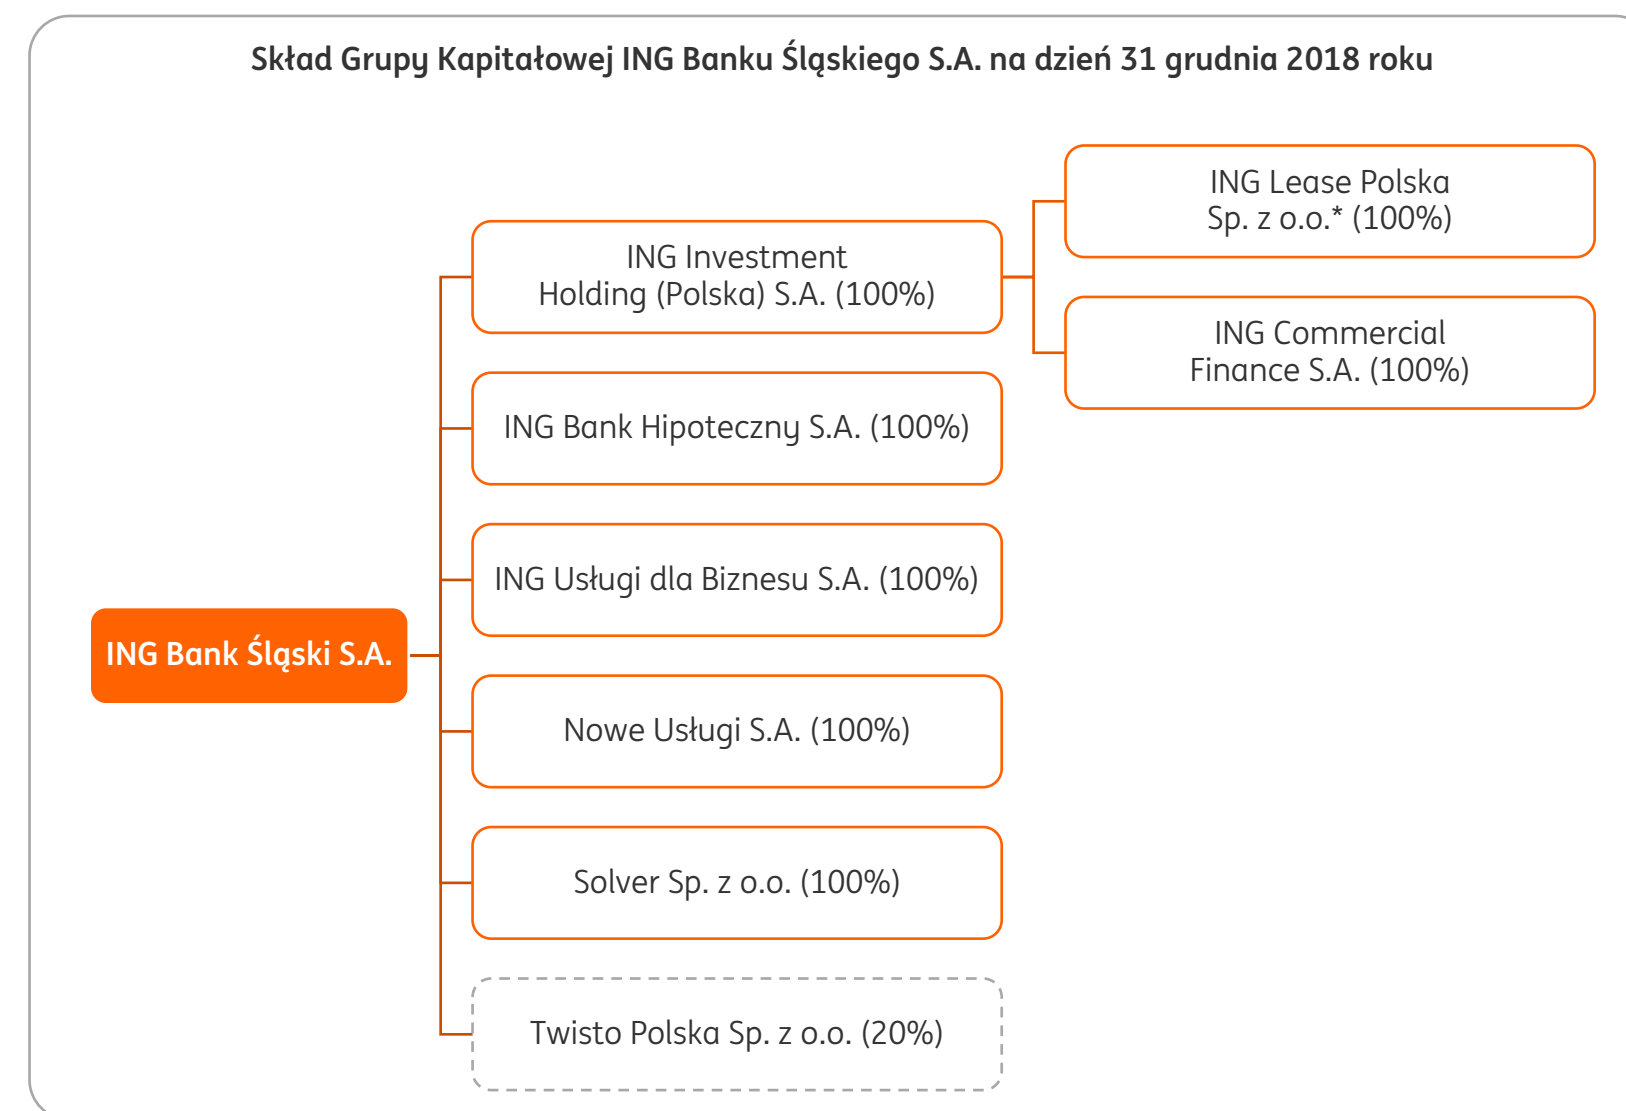 Skład Grupy Kapitałowej ING Banku Śląskiego S.A. na dzień 31 grudnia 2018 roku
ING Bank Śląski S.A.
ING Investment
Holding (Polska) S.A. (100%)
ING Bank Hipoteczny S.A. (100%)
ING Usługi dla Biznesu S.A. (100%)
Nowe Usługi S.A. (100%)
Solver Sp. z o.o. (100%)
Twisto Polska Sp. z o.o. (20%)
ING Lease Polska
Sp. z o.o.* (100%)
ING Commercial
Finance S.A. (100%)